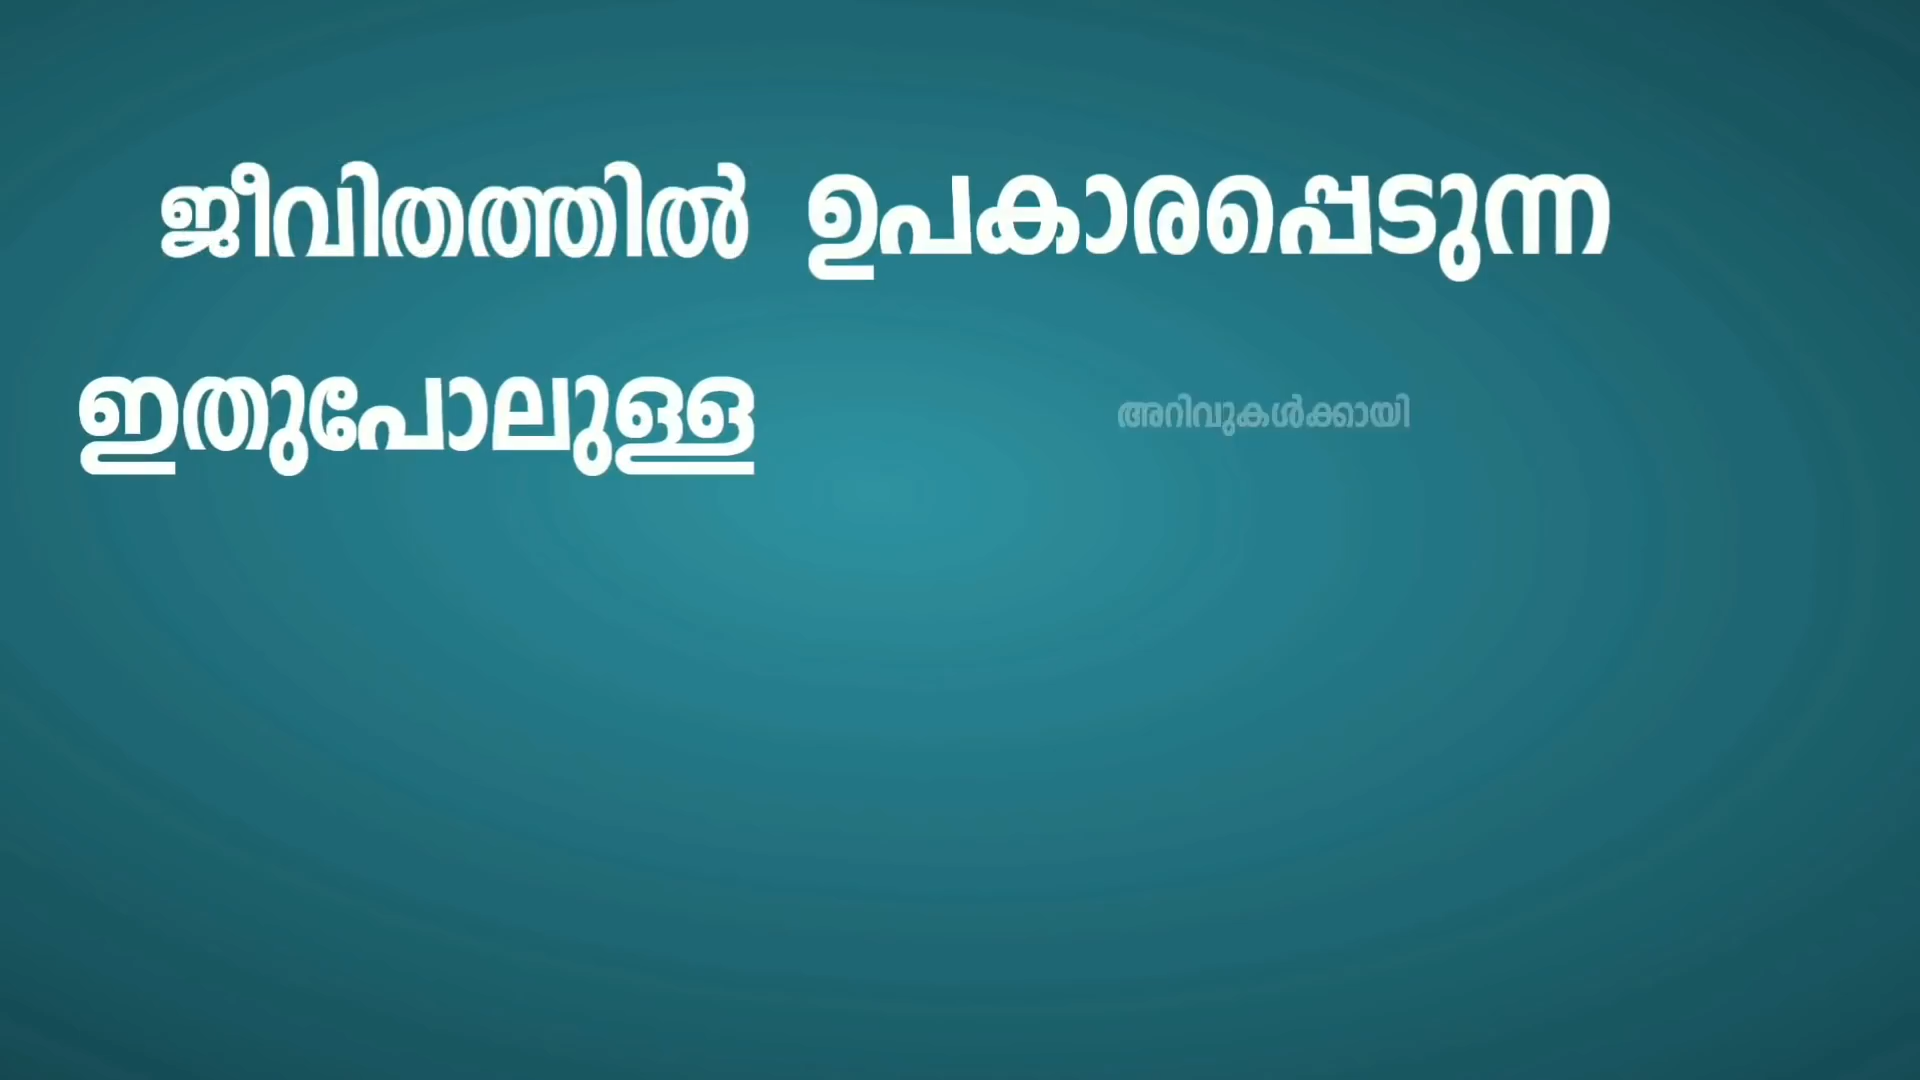 ജീവിതത്തിൽ ഉപകാരപ്പെടുന്ന
ഇതുപോലുള്ള അറിവുകൾക്കായി